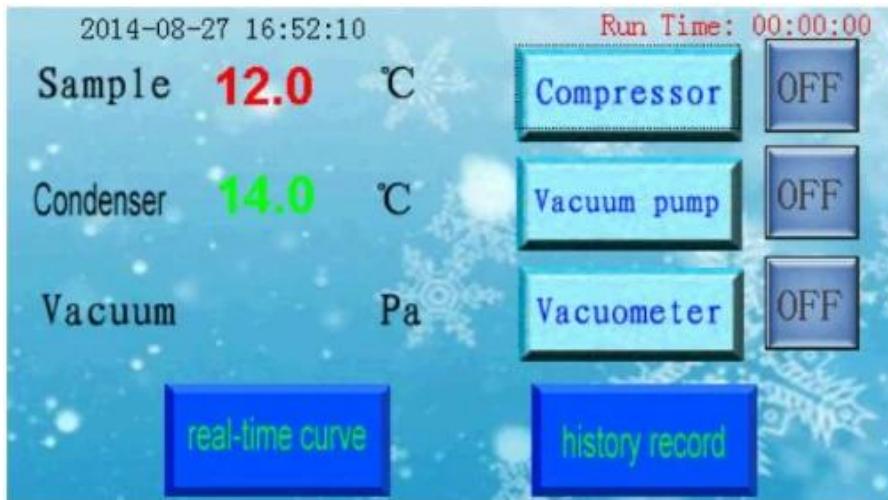 2014-08-27 16:52:10 Run Time: 00:00:00
Sample 12.0 ℃ Compressor OFF
Condenser 14.0 ℃ Vacuum pump OFF
Vacuum Pa Vacuometer OFF
real-time curve history record